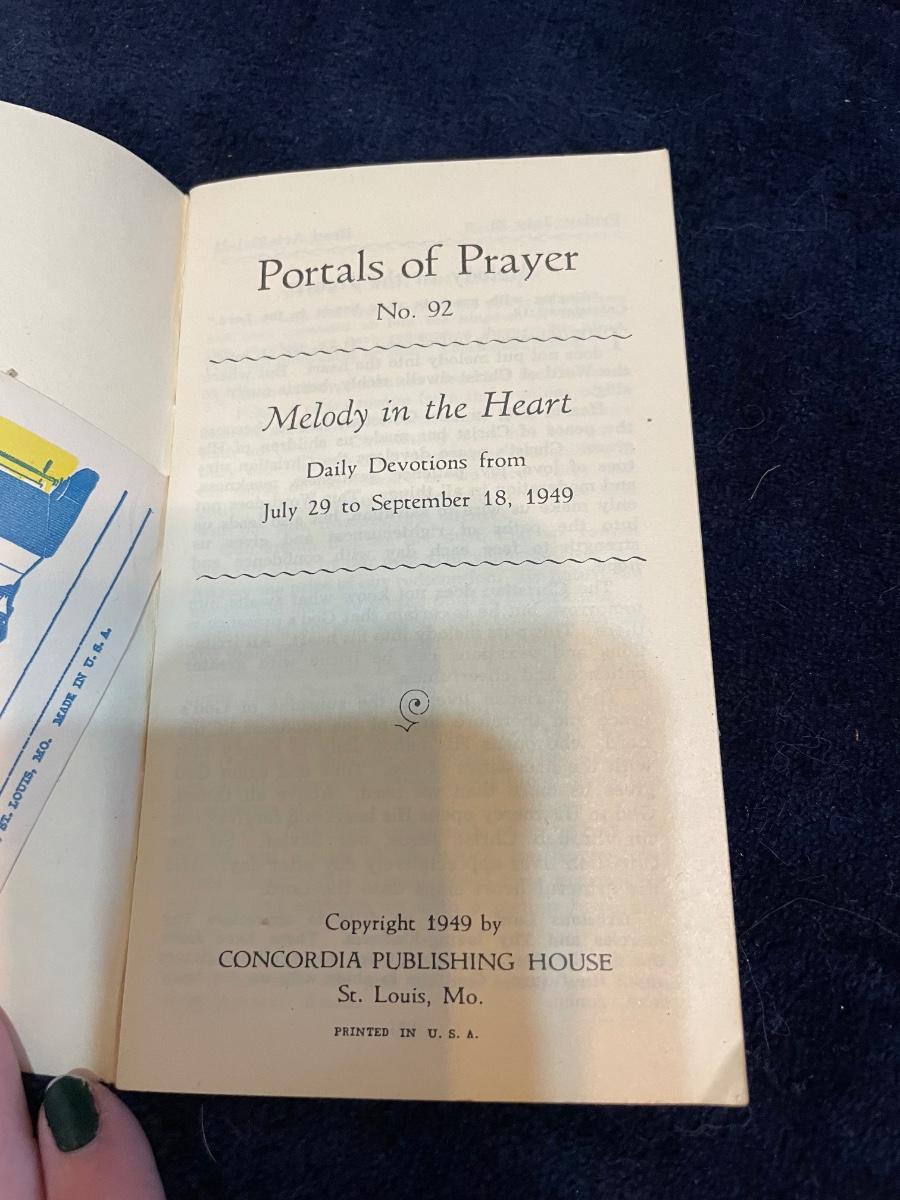 Portals of Prayer
No. 92
Melody in the Heart
Daily Devotions from
July 29 to September 18, 1949
Copyright 1949 by
CONCORDIA PUBLISHING HOUSE
St. Louis, Mo.
PRINTED IN U. S. A.
ST. LOUIS, MO. MADE IN U. S. A.